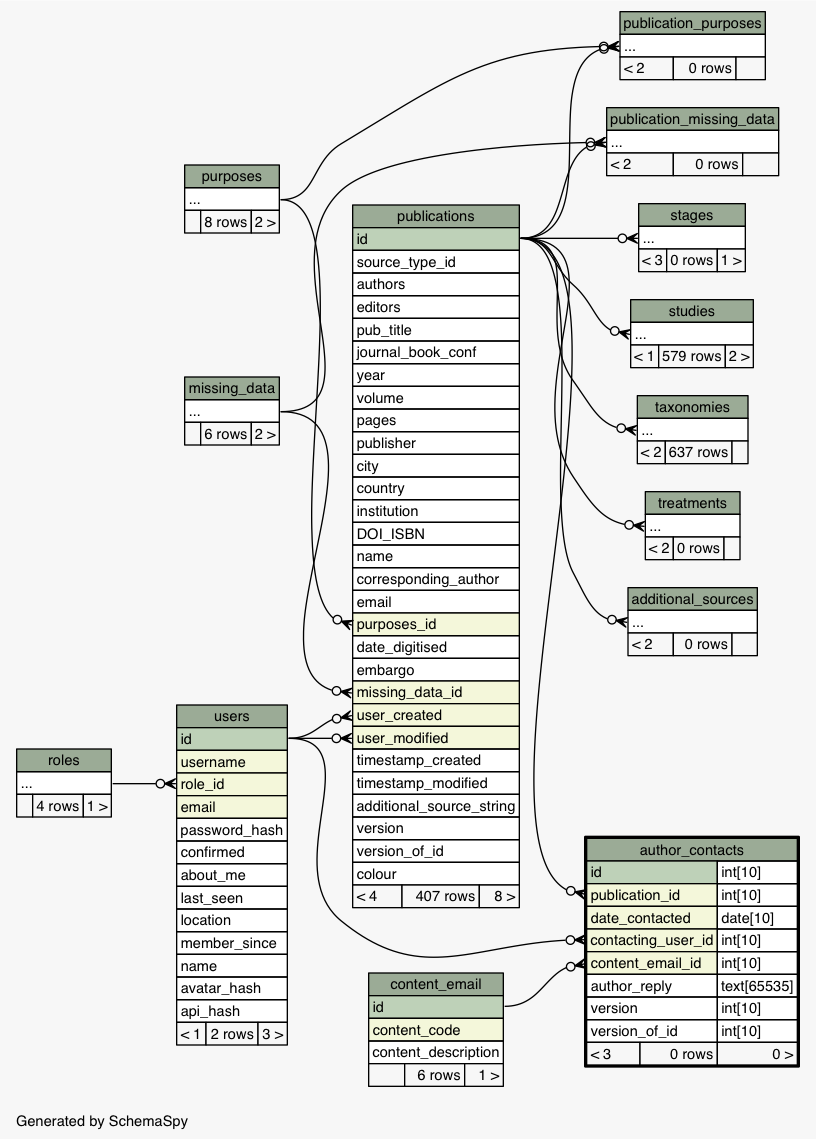 publication_purposes
...
< 2 0 rows
publication_missing_data
...
< 2 0 rows
purposes
...
8 rows 2 >
stages
...
< 3 0 rows 1 >
studies
...
< 1 579 rows 2 >
missing_data
...
6 rows 2 >
taxonomies
...
< 2 637 rows
treatments
...
< 2 0 rows
additional_sources
...
< 2 0 rows
publications
id
source_type_id
authors
editors
pub_title
journal_book_conf
year
volume
pages
publisher
city
country
institution
DOI_ISBN
name
corresponding_author
email
purposes_id
date_digitised
embargo
missing_data_id
user_created
user_modified
timestamp_created
timestamp_modified
additional_source_string
version
version_of_id
colour
< 4 407 rows 8 >
roles
...
4 rows 1 >
users
id
username
role_id
email
password_hash
confirmed
about_me
last_seen
location
member_since
name
avatar_hash
api_hash
< 1 2 rows 3 >
author_contacts
id int[10]
publication_id int[10]
date_contacted date[10]
contacting_user_id int[10]
content_email_id int[10]
author_reply text[65535]
version int[10]
version_of_id int[10]
< 3 0 rows 0 >
content_email
id
content_code
content_description
6 rows 1 >
Generated by SchemaSpy